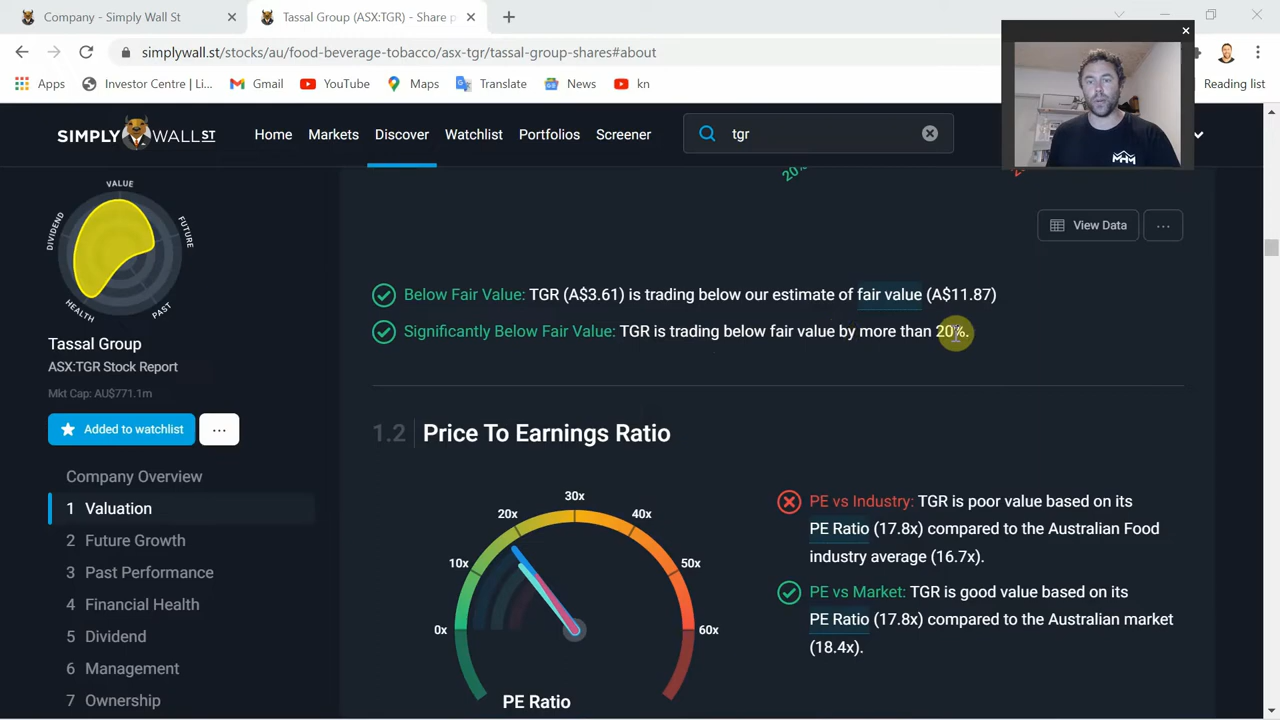 Company - Simply Wall St
Tassal Group (ASX:TGR) - Share p
simplywall.st/stocks/au/food-beverage-tobacco/asx-tgr/tassal-group-shares#about
Apps
Investor Centre | Li...
Gmail
YouTube
Maps
Translate
News
kn
Reading list
SIMPLY WALL ST
Home
Markets
Discover
Watchlist
Portfolios
Screener
tgr
VALUE
FUTURE
PAST
HEALTH
DIVIDEND
Tassal Group
ASX:TGR Stock Report
Mkt Cap: AU$771.1m
Added to watchlist
...
Company Overview
1 Valuation
2 Future Growth
3 Past Performance
4 Financial Health
5 Dividend
6 Management
7 Ownership
20%
View Data
...
Below Fair Value: TGR (A$3.61) is trading below our estimate of fair value (A$11.87)
Significantly Below Fair Value: TGR is trading below fair value by more than 20%.
1.2 Price To Earnings Ratio
0x
10x
20x
30x
40x
50x
60x
PE Ratio
PE vs Industry: TGR is poor value based on its
PE Ratio (17.8x) compared to the Australian Food
industry average (16.7x).
PE vs Market: TGR is good value based on its
PE Ratio (17.8x) compared to the Australian market
(18.4x).